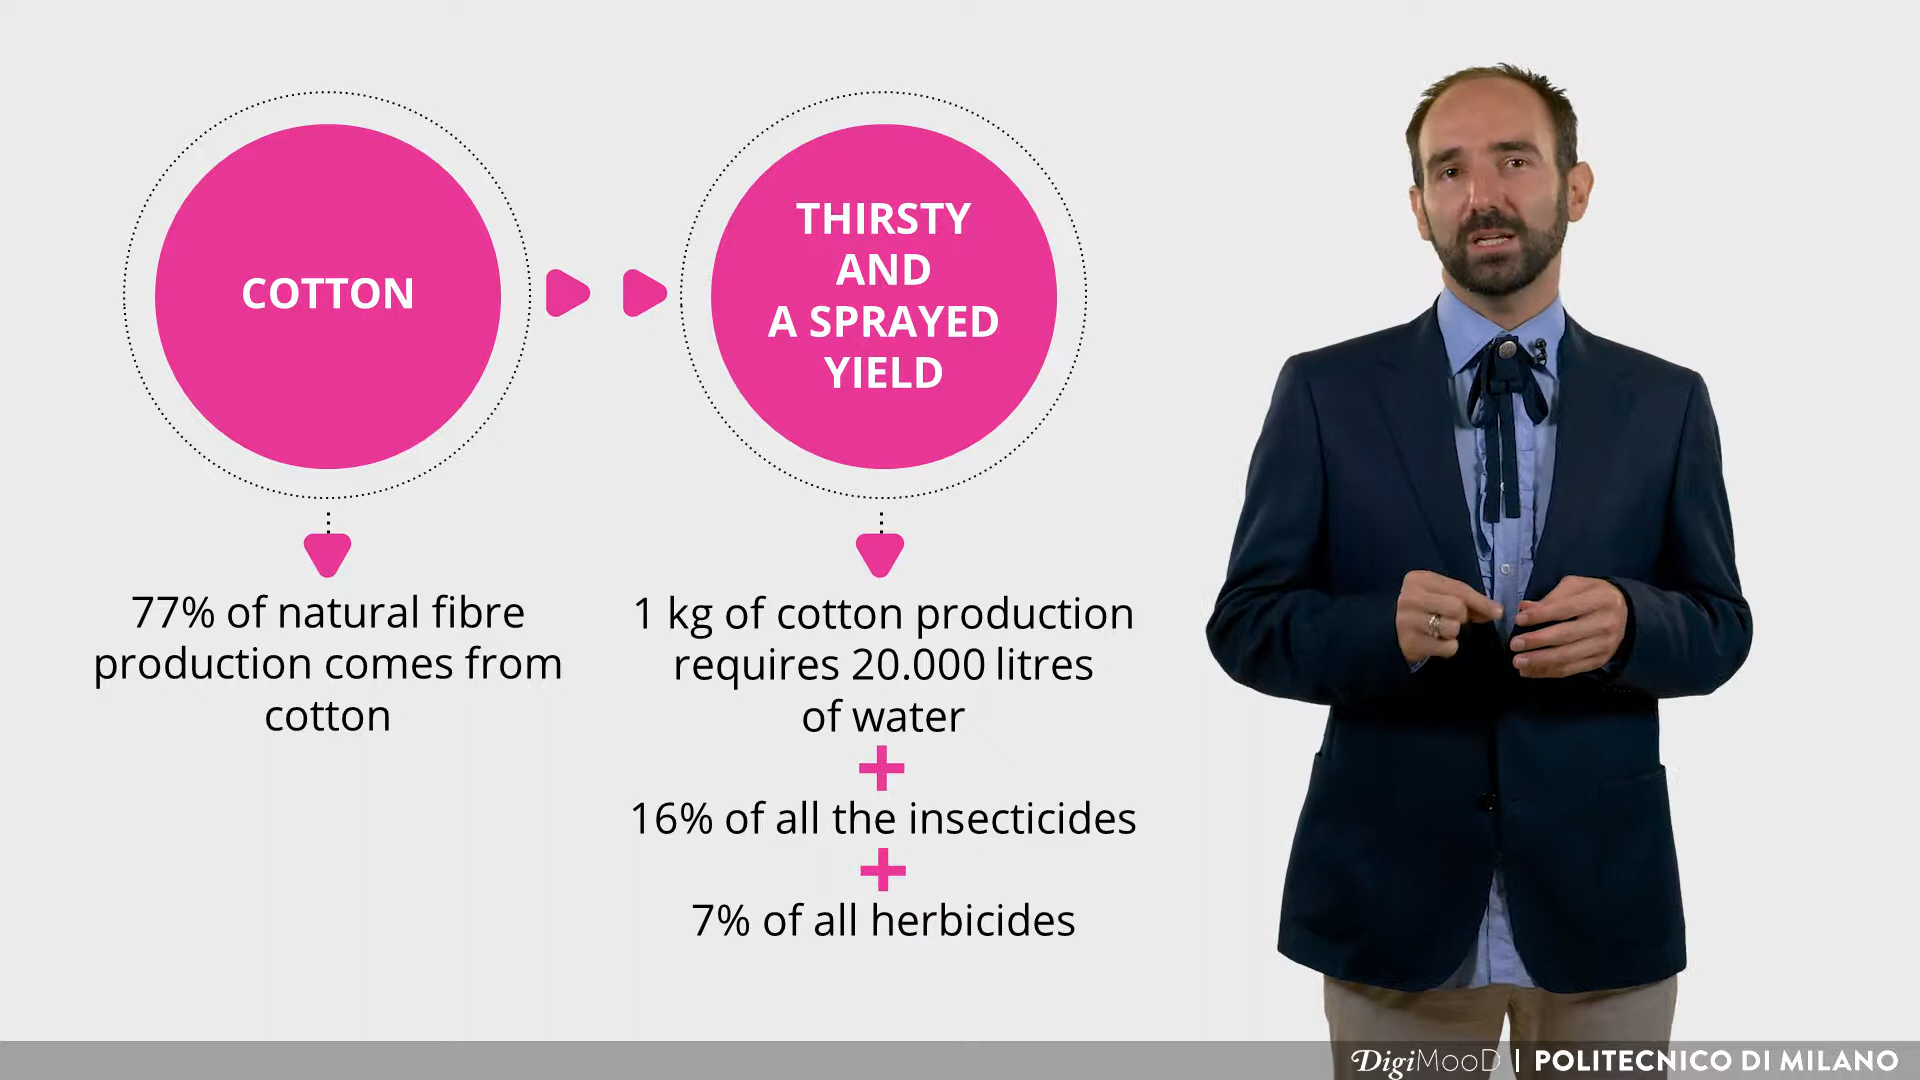 COTTON
THIRSTY
AND
A SPRAYED
YIELD
77% of natural fibre
production comes from
cotton
1 kg of cotton production
requires 20.000 litres
of water
+
16% of all the insecticides
+
7% of all herbicides
DigiMooD | POLITECNICO DI MILANO